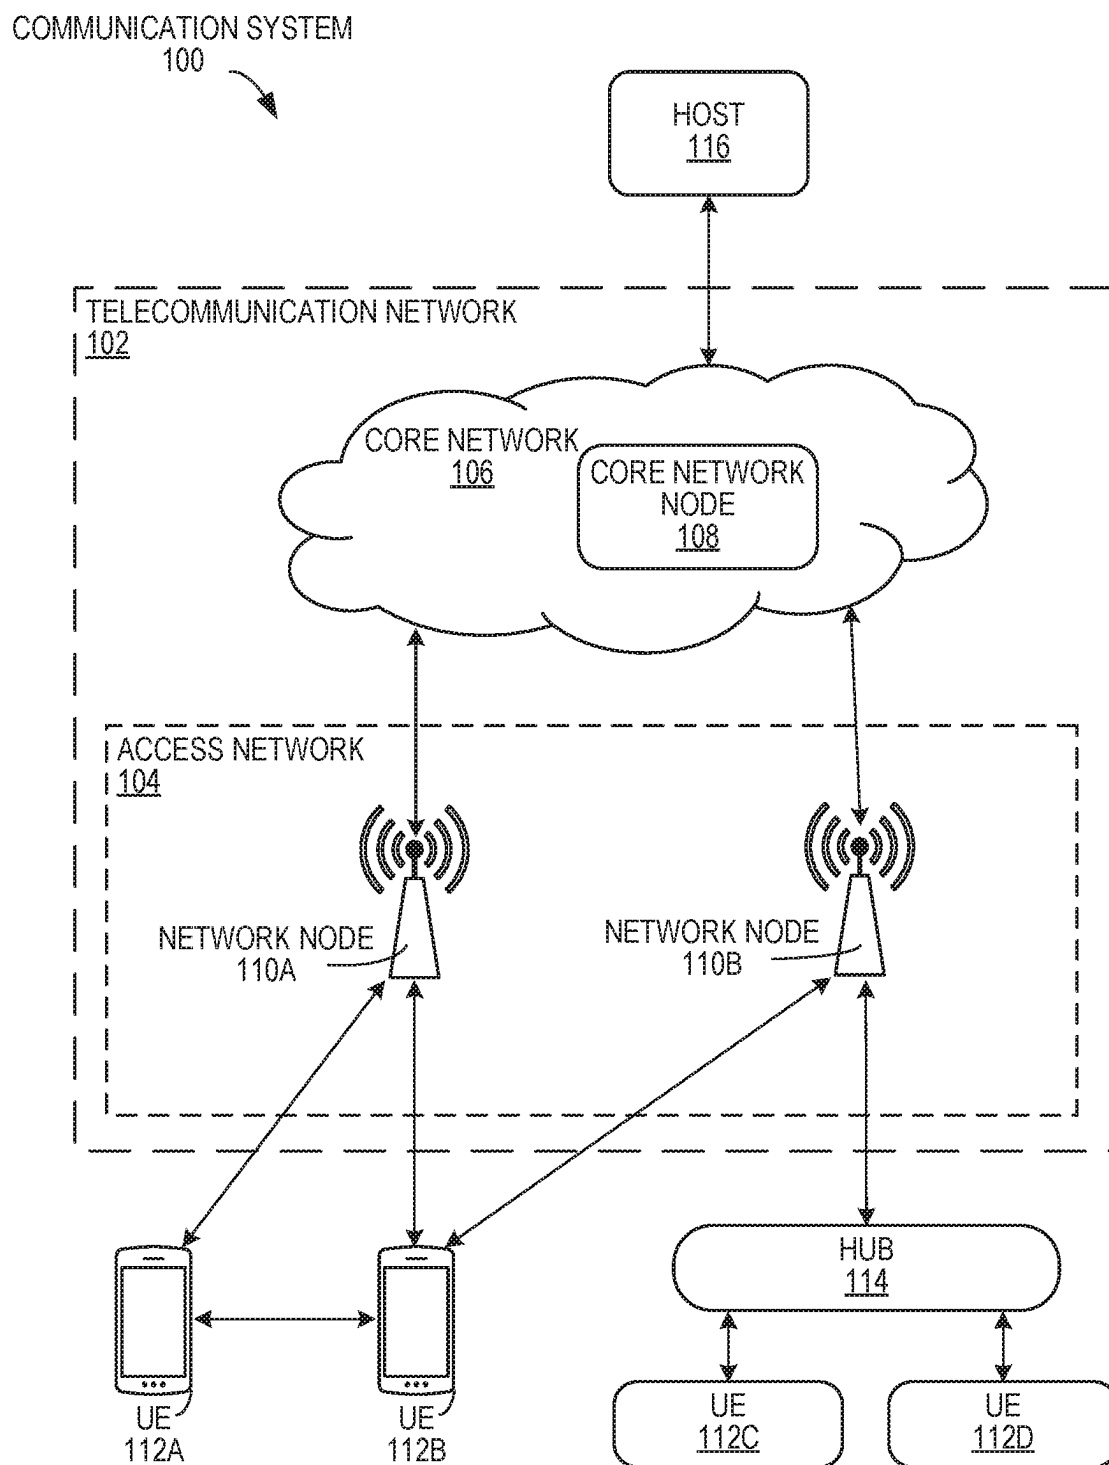 COMMUNICATION SYSTEM
100
HOST
116
TELECOMMUNICATION NETWORK
102
CORE NETWORK
106
CORE NETWORK
NODE
108
ACCESS NETWORK
104
NETWORK NODE
110A
NETWORK NODE
110B
HUB
114
UE
112A
UE
112B
UE
112C
UE
112D